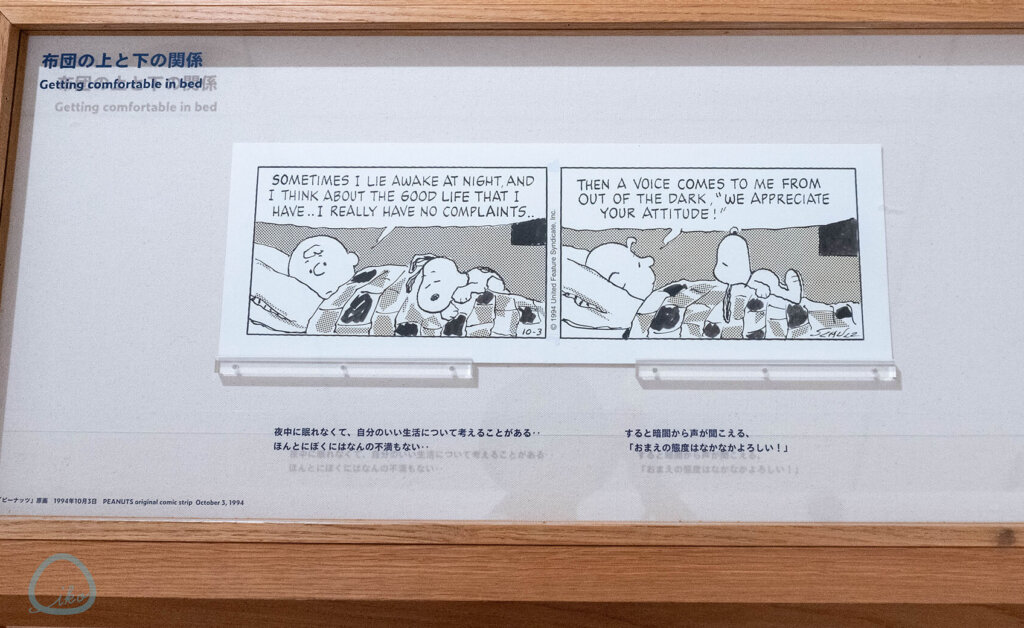 布団の上と下の関係
Getting comfortable in bed
SOMETIMES I LIE AWAKE AT NIGHT, AND
I THINK ABOUT THE GOOD LIFE THAT I
HAVE.. I REALLY HAVE NO COMPLAINTS..
10-3
© 1994 United Feature Syndicate, Inc.
THEN A VOICE COMES TO ME FROM
OUT OF THE DARK, "WE APPRECIATE
YOUR ATTITUDE!"
SCHULZ
夜中に眠れなくて、自分のいい生活について考えることがある‥
ほんとにぼくにはなんの不満もない‥
すると暗闇から声が聞こえる、
「おまえの態度はなかなかよろしい!」
「ピーナッツ」原画 1994年10月3日 PEANUTS original comic strip October 3, 1994